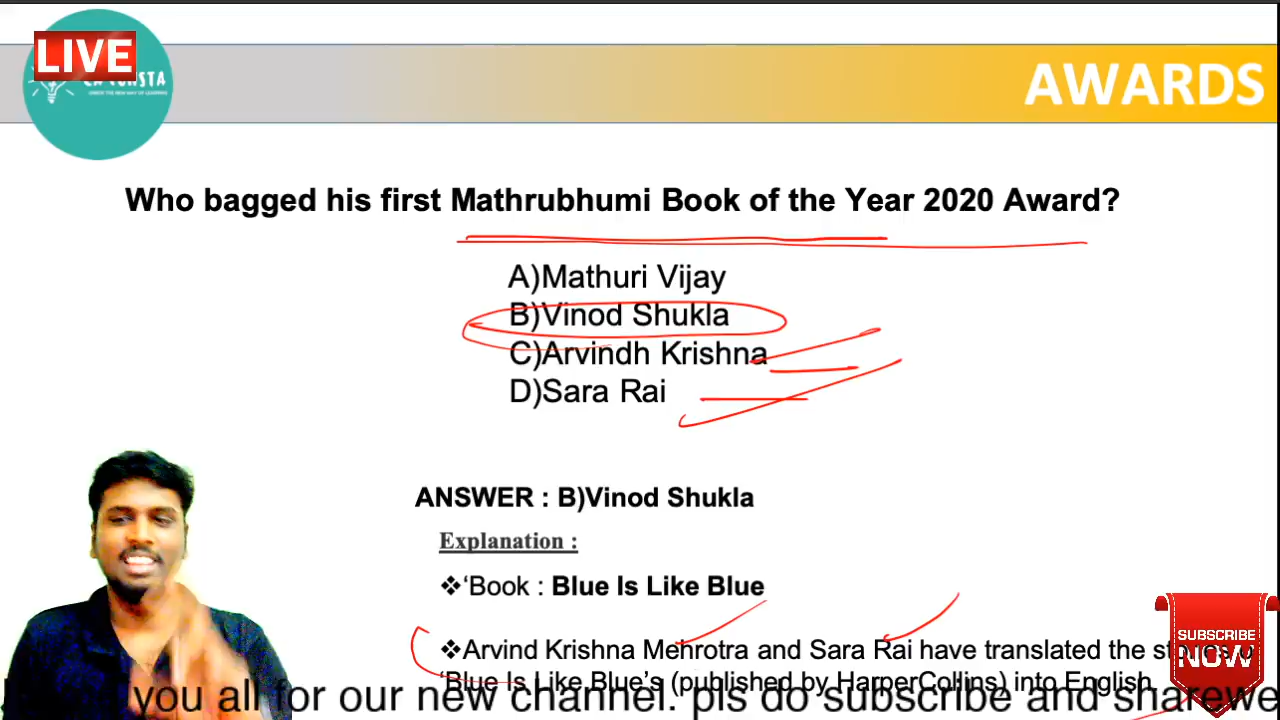 LIVE
AWARDS
Who bagged his first Mathrubhumi Book of the Year 2020 Award?
A)Mathuri Vijay
B)Vinod Shukla
C)Arvindh Krishna
D)Sara Rai
ANSWER : B)Vinod Shukla
Explanation :
❖‘Book : Blue Is Like Blue
❖Arvind Krishna Mehrotra and Sara Rai have translated the
‘Blue is Like Blue’s (published by HarperCollins) into English
SUBSCRIBE
NOW
you all for our new channel. pls do subscribe and share